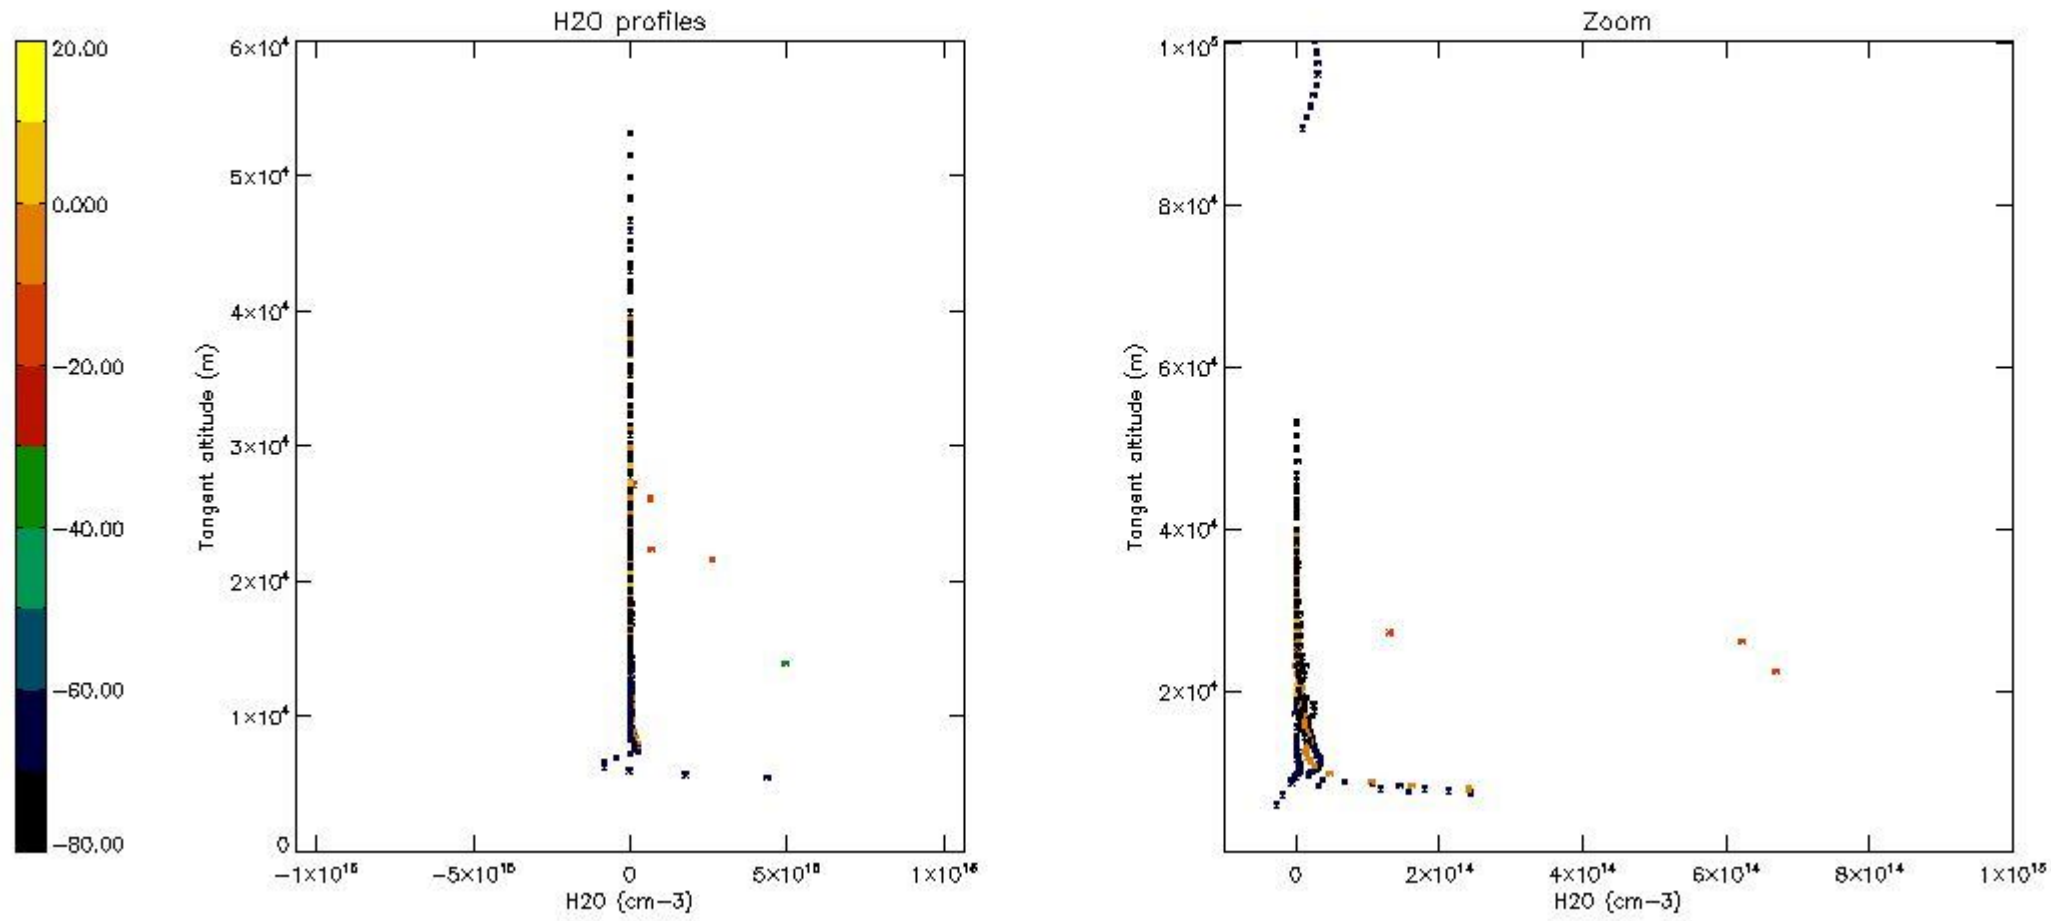 H2O profiles
20.00
0.000
−20.00
−40.00
−60.00
−80.00
Tangent altitude (m)
6×10⁴
5×10⁴
4×10⁴
3×10⁴
2×10⁴
1×10⁴
0
−1×10¹⁶ −5×10¹⁵ 0 5×10¹⁵ 1×10¹⁶
H2O (cm−3)
Zoom
Tangent altitude (m)
1×10⁵
8×10⁴
6×10⁴
4×10⁴
2×10⁴
0 2×10¹⁴ 4×10¹⁴ 6×10¹⁴ 8×10¹⁴ 1×10¹⁵
H2O (cm−3)